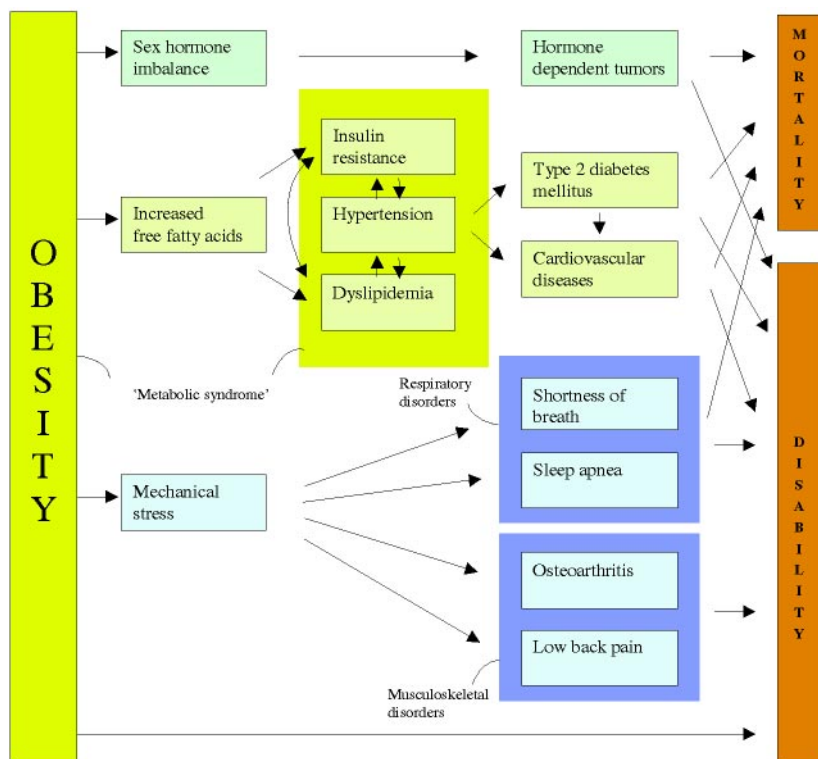 OBESITY
Sex hormone
imbalance
Hormone
dependent tumors
MORTALITY
Insulin
resistance
Type 2 diabetes
mellitus
Increased
free fatty acids
Hypertension
Cardiovascular
diseases
Dyslipidemia
'Metabolic syndrome'
Respiratory
disorders
Shortness of
breath
Sleep apnea
DISABILITY
Mechanical
stress
Osteoarthritis
Low back pain
Musculoskeletal
disorders